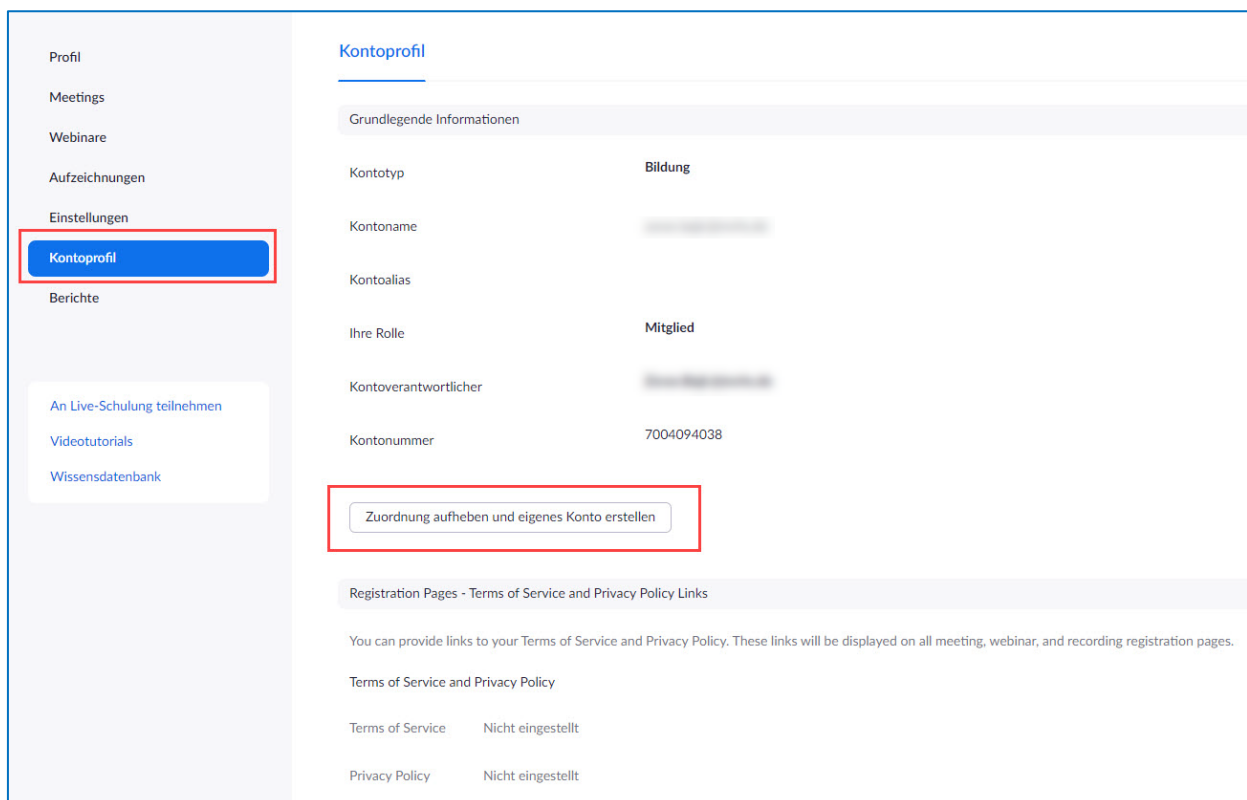 Profil
Meetings
Webinare
Aufzeichnungen
Einstellungen
Kontoprofil
Berichte
An Live-Schulung teilnehmen
Videotutorials
Wissensdatenbank
Kontoprofil
Grundlegende Informationen
Kontotyp Bildung
Kontoname
Kontoalias
Ihre Rolle Mitglied
Kontoverantwortlicher
Kontonummer 7004094038
Zuordnung aufheben und eigenes Konto erstellen
Registration Pages - Terms of Service and Privacy Policy Links
You can provide links to your Terms of Service and Privacy Policy. These links will be displayed on all meeting, webinar, and recording registration pages.
Terms of Service and Privacy Policy
Terms of Service Nicht eingestellt
Privacy Policy Nicht eingestellt